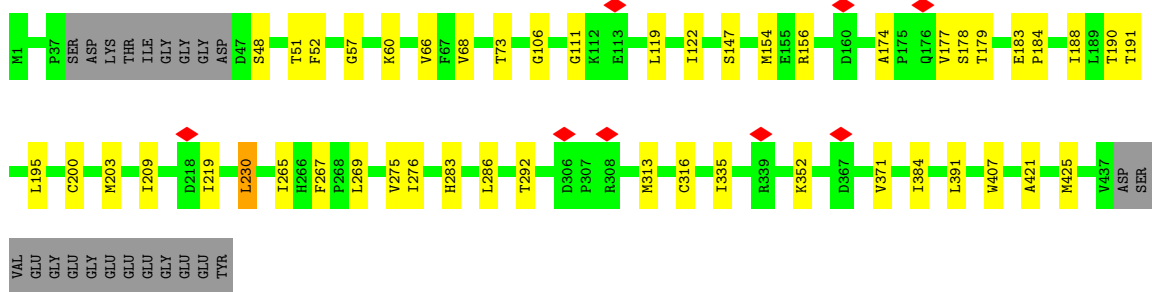 M1 P37 SER ASP LYS THR ILE GLY GLY GLY ASP D47 S48 T51 F52 G57 K60 V66 F67 V68 T73 G106 G111 K112 E113 L119 I122 S147 M154 E155 R156 D160 A174 P175 Q176 V177 S178 T179 E183 P184 I188 L189 T190 T191
L195 C200 M203 I209 D218 I219 L230 I265 H266 F267 P268 L269 V275 I276 H283 L286 T292 D306 P307 R308 M313 C316 I335 R339 K352 D367 V371 I384 L391 W407 A421 M425 V437 ASP SER
VAL GLU GLY GLU GLY GLU GLU GLU GLY GLU GLU TYR